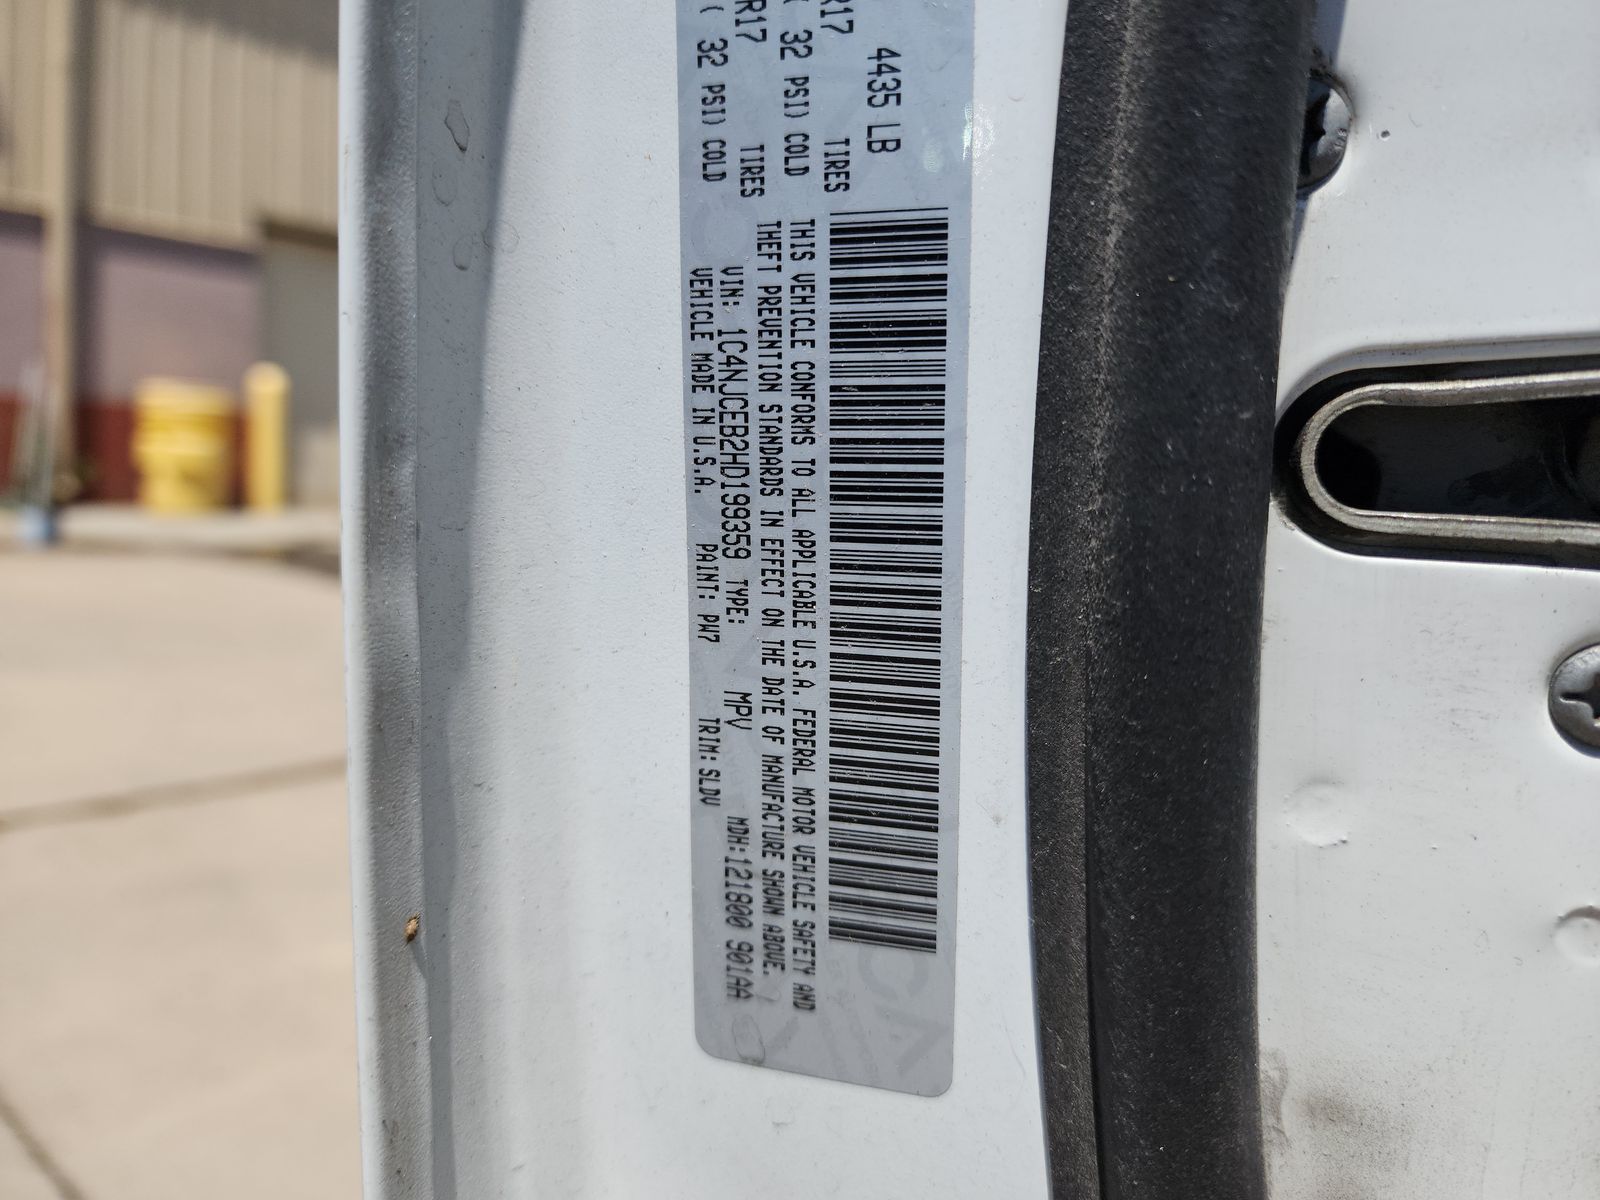 4435 LB
R17 TIRES
( 32 PSI) COLD
R17 TIRES
( 32 PSI) COLD
THIS VEHICLE CONFORMS TO ALL APPLICABLE U.S.A. FEDERAL MOTOR VEHICLE SAFETY AND
THEFT PREVENTION STANDARDS IN EFFECT ON THE DATE OF MANUFACTURE SHOWN ABOVE.
VIN: 1C4NJCEB2HD199359 TYPE: MPV MDH:121800 901AA
VEHICLE MADE IN U.S.A. PAINT: PW7 TRIM: SLDV